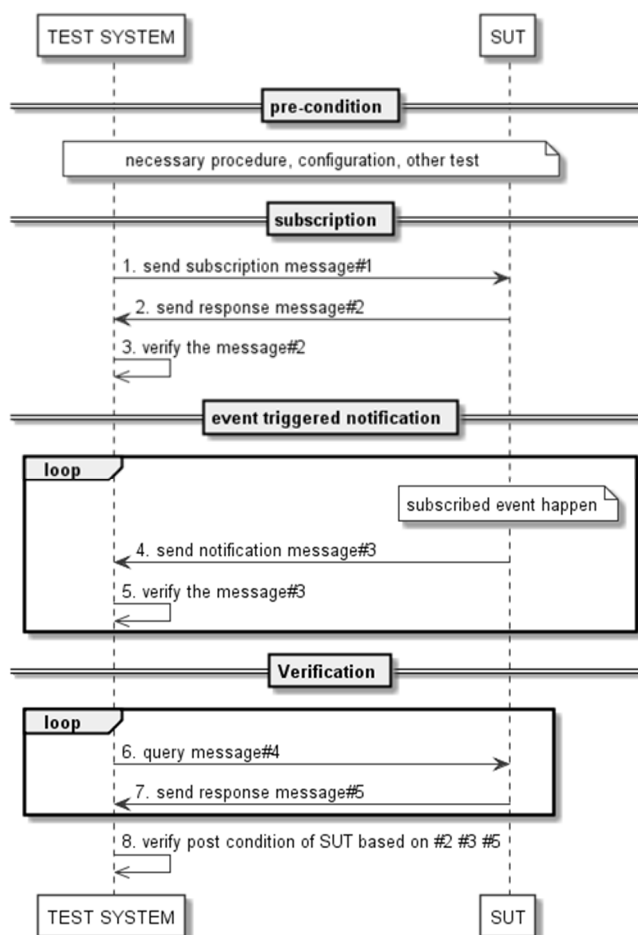 TEST SYSTEM
SUT
pre-condition
necessary procedure, configuration, other test
subscription
1. send subscription message#1
2. send response message#2
3. verify the message#2
event triggered notification
loop
subscribed event happen
4. send notification message#3
5. verify the message#3
Verification
loop
6. query message#4
7. send response message#5
8. verify post condition of SUT based on #2 #3 #5
TEST SYSTEM
SUT